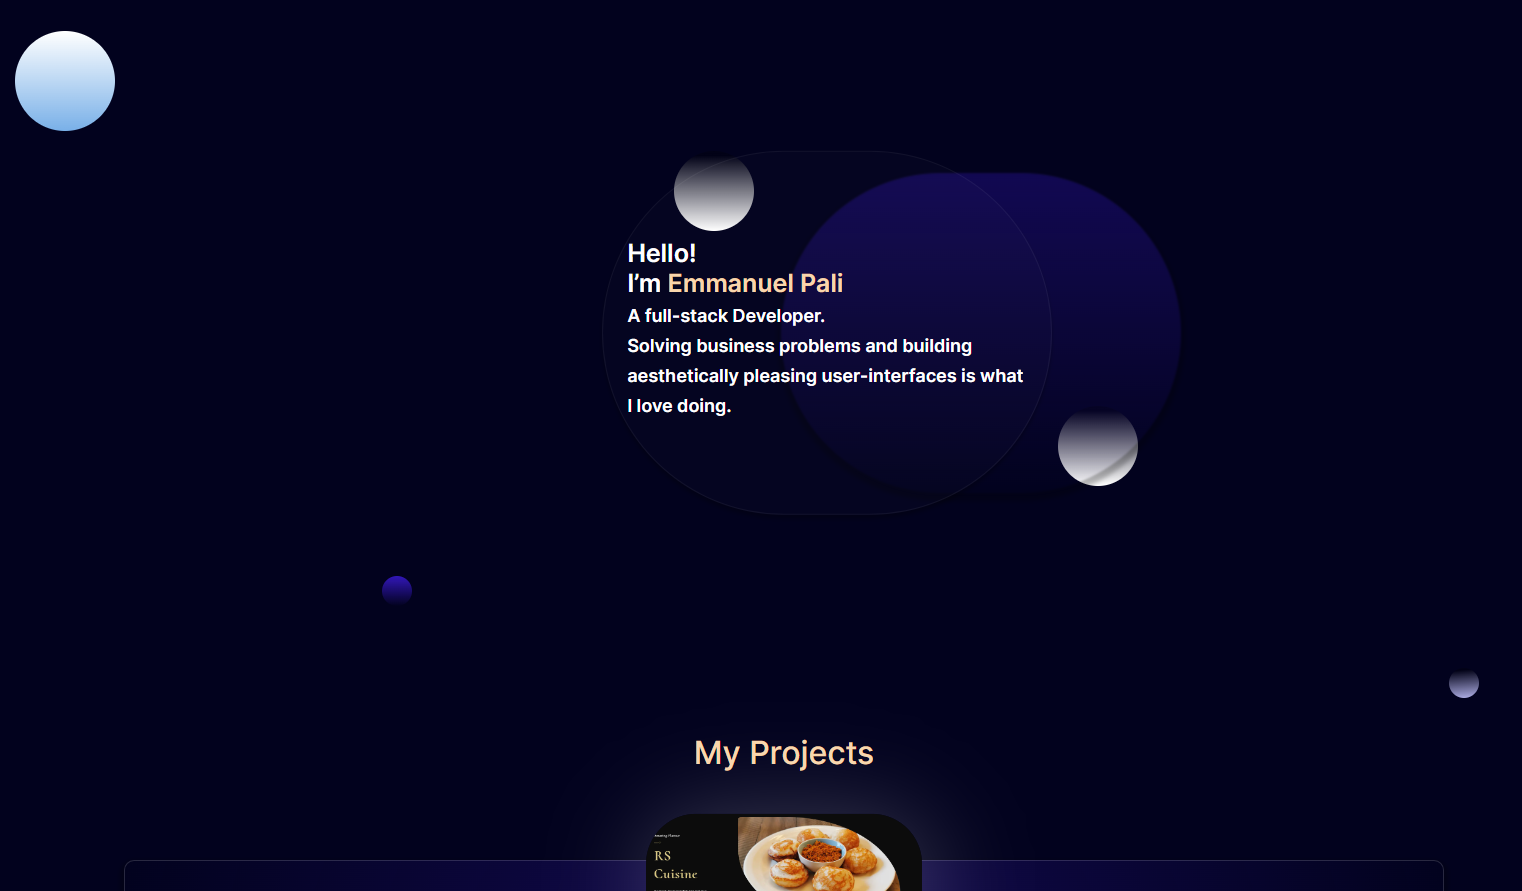 Hello!
I’m Emmanuel Pali
A full-stack Developer.
Solving business problems and building
aesthetically pleasing user-interfaces is what
I love doing.
My Projects
RS
Cuisine